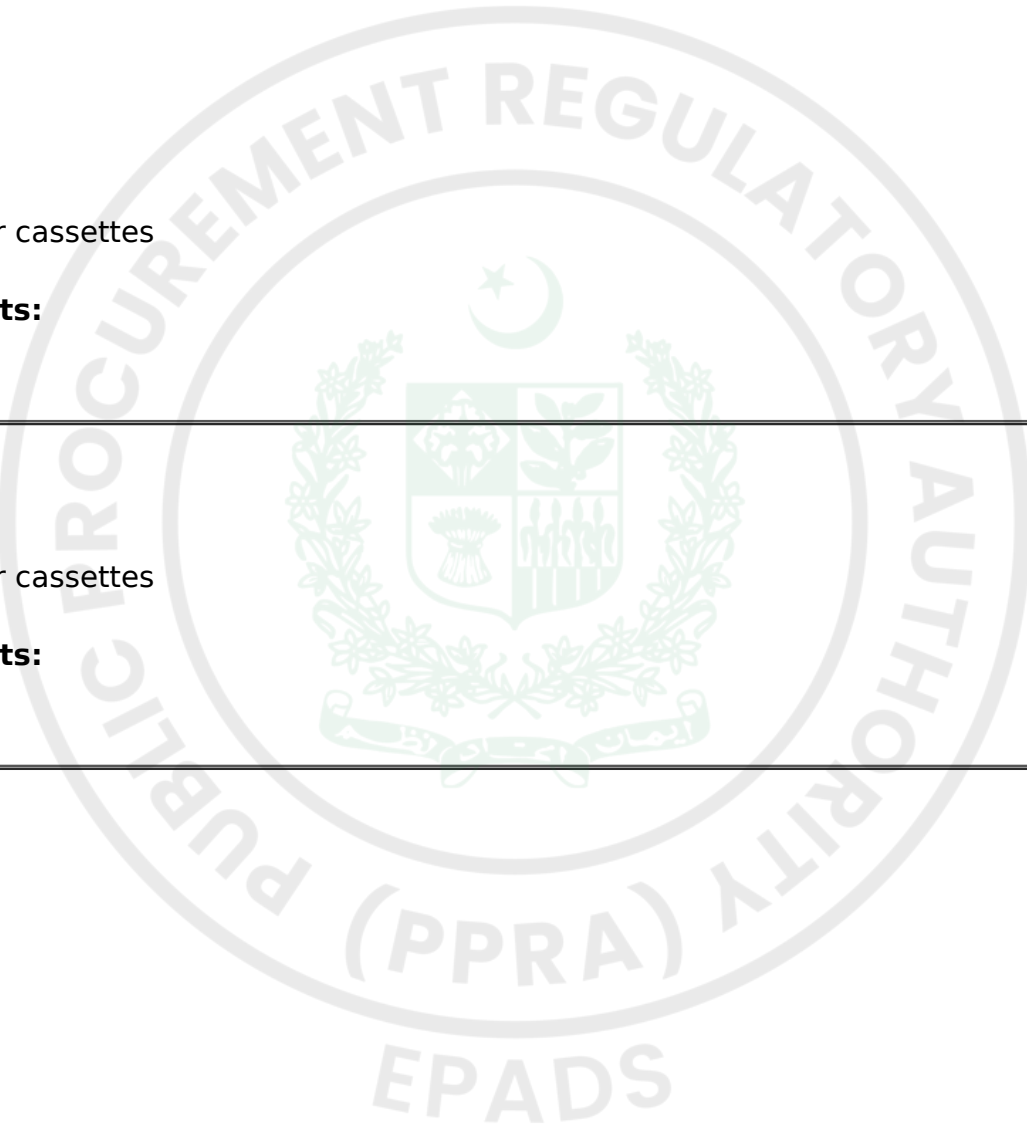 r cassettes
ts:
r cassettes
ts:
PUBLIC PROCUREMENT REGULATORY AUTHORITY
(PPRA)
EPADS